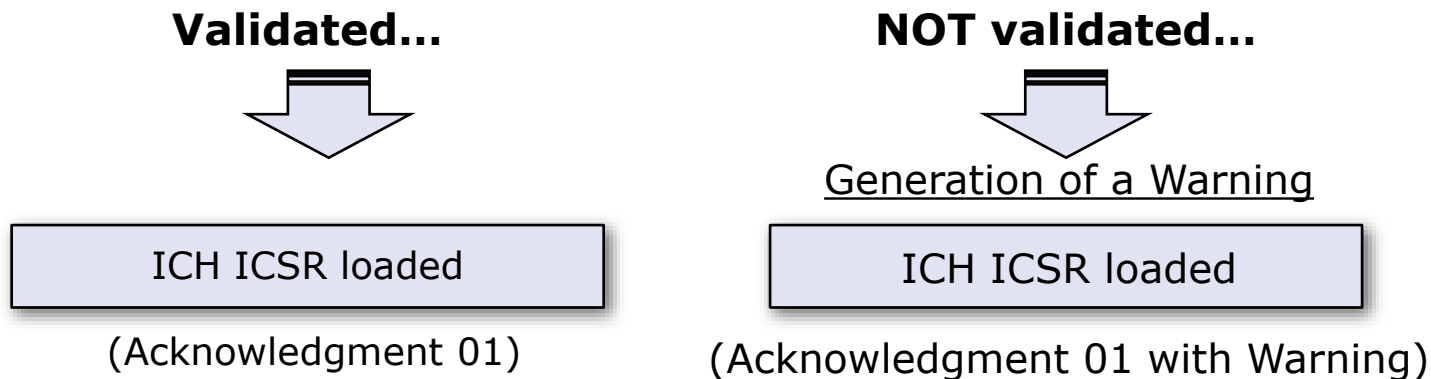 Validated...
NOT validated...
Generation of a Warning
ICH ICSR loaded
ICH ICSR loaded
(Acknowledgment 01)
(Acknowledgment 01 with Warning)